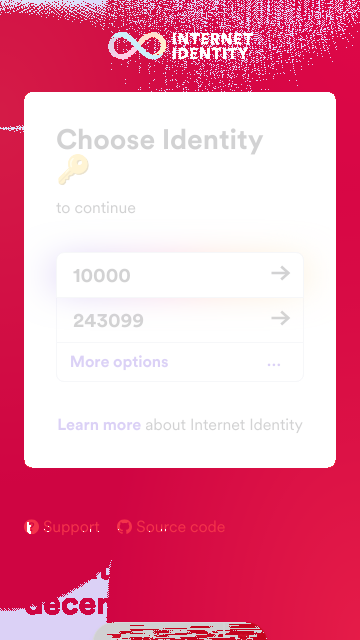 INTERNET
IDENTITY
Choose Identity
to continue
10000
243099
More options
Learn more about Internet Identity
Support
Source code
decen